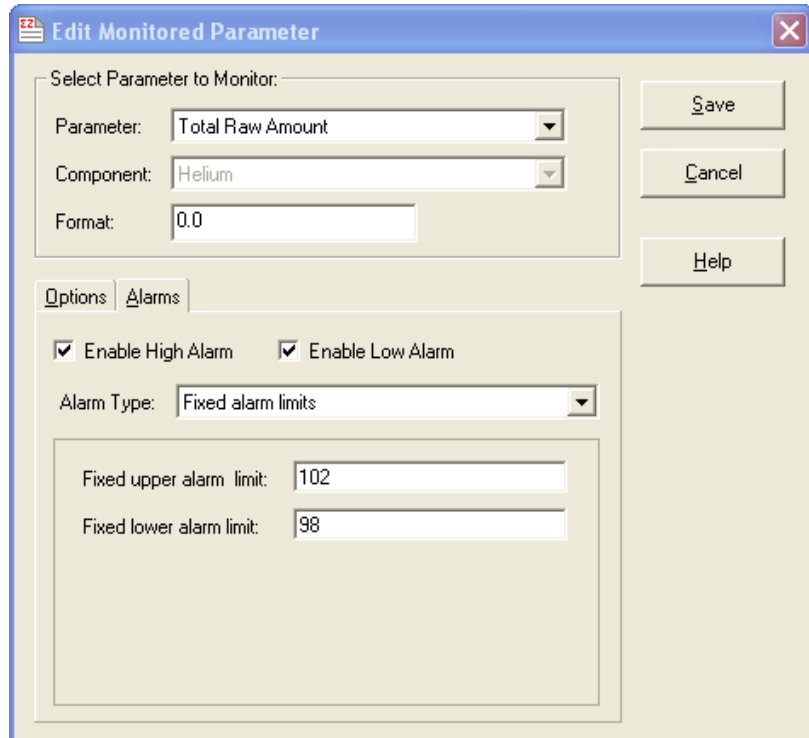 Edit Monitored Parameter
Select Parameter to Monitor:
Parameter: Total Raw Amount
Component: Helium
Format: 0.0
Save
Cancel
Help
Options Alarms
Enable High Alarm Enable Low Alarm
Alarm Type: Fixed alarm limits
Fixed upper alarm limit: 102
Fixed lower alarm limit: 98